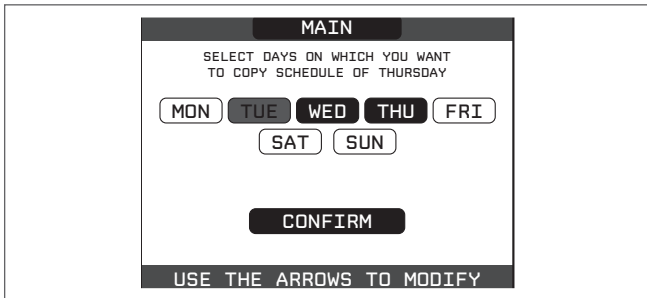 MAIN
SELECT DAYS ON WHICH YOU WANT
TO COPY SCHEDULE OF THURSDAY
MON TUE WED THU FRI
SAT SUN
CONFIRM
USE THE ARROWS TO MODIFY